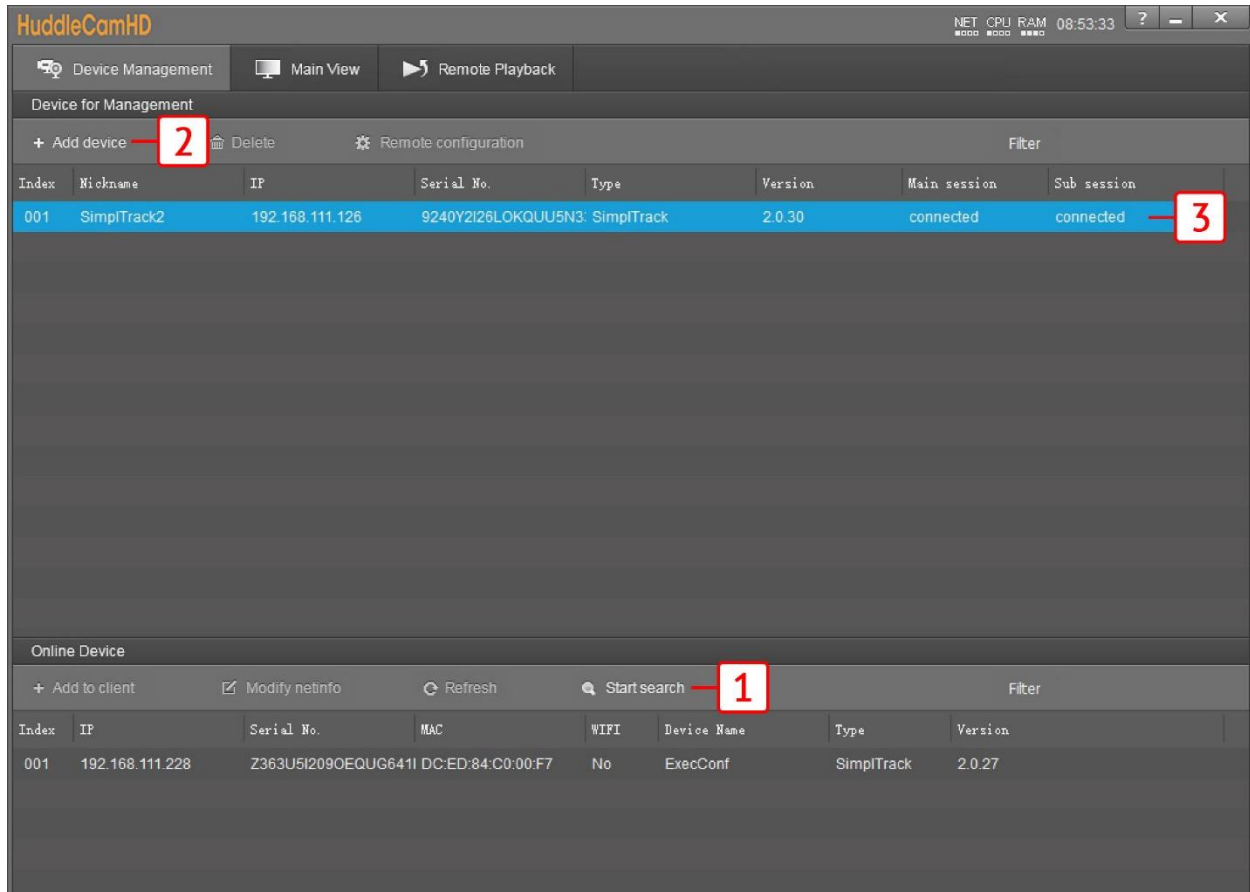 HuddleCamHD NET CPU RAM 08:53:33 ? – X
Device Management Main View Remote Playback
Device for Management
+ Add device 2 Delete Remote configuration Filter
Index Nickname IP Serial No. Type Version Main session Sub session
001 SimplTrack2 192.168.111.126 SimplTrack 2.0.30 connected connected 3
Online Device
+ Add to client Modify netinfo Refresh Start search 1 Filter
Index IP Serial No. MAC WIFI Device Name Type Version
001 192.168.111.228 DC:ED:84:C0:00:F7 No ExecConf SimplTrack 2.0.27